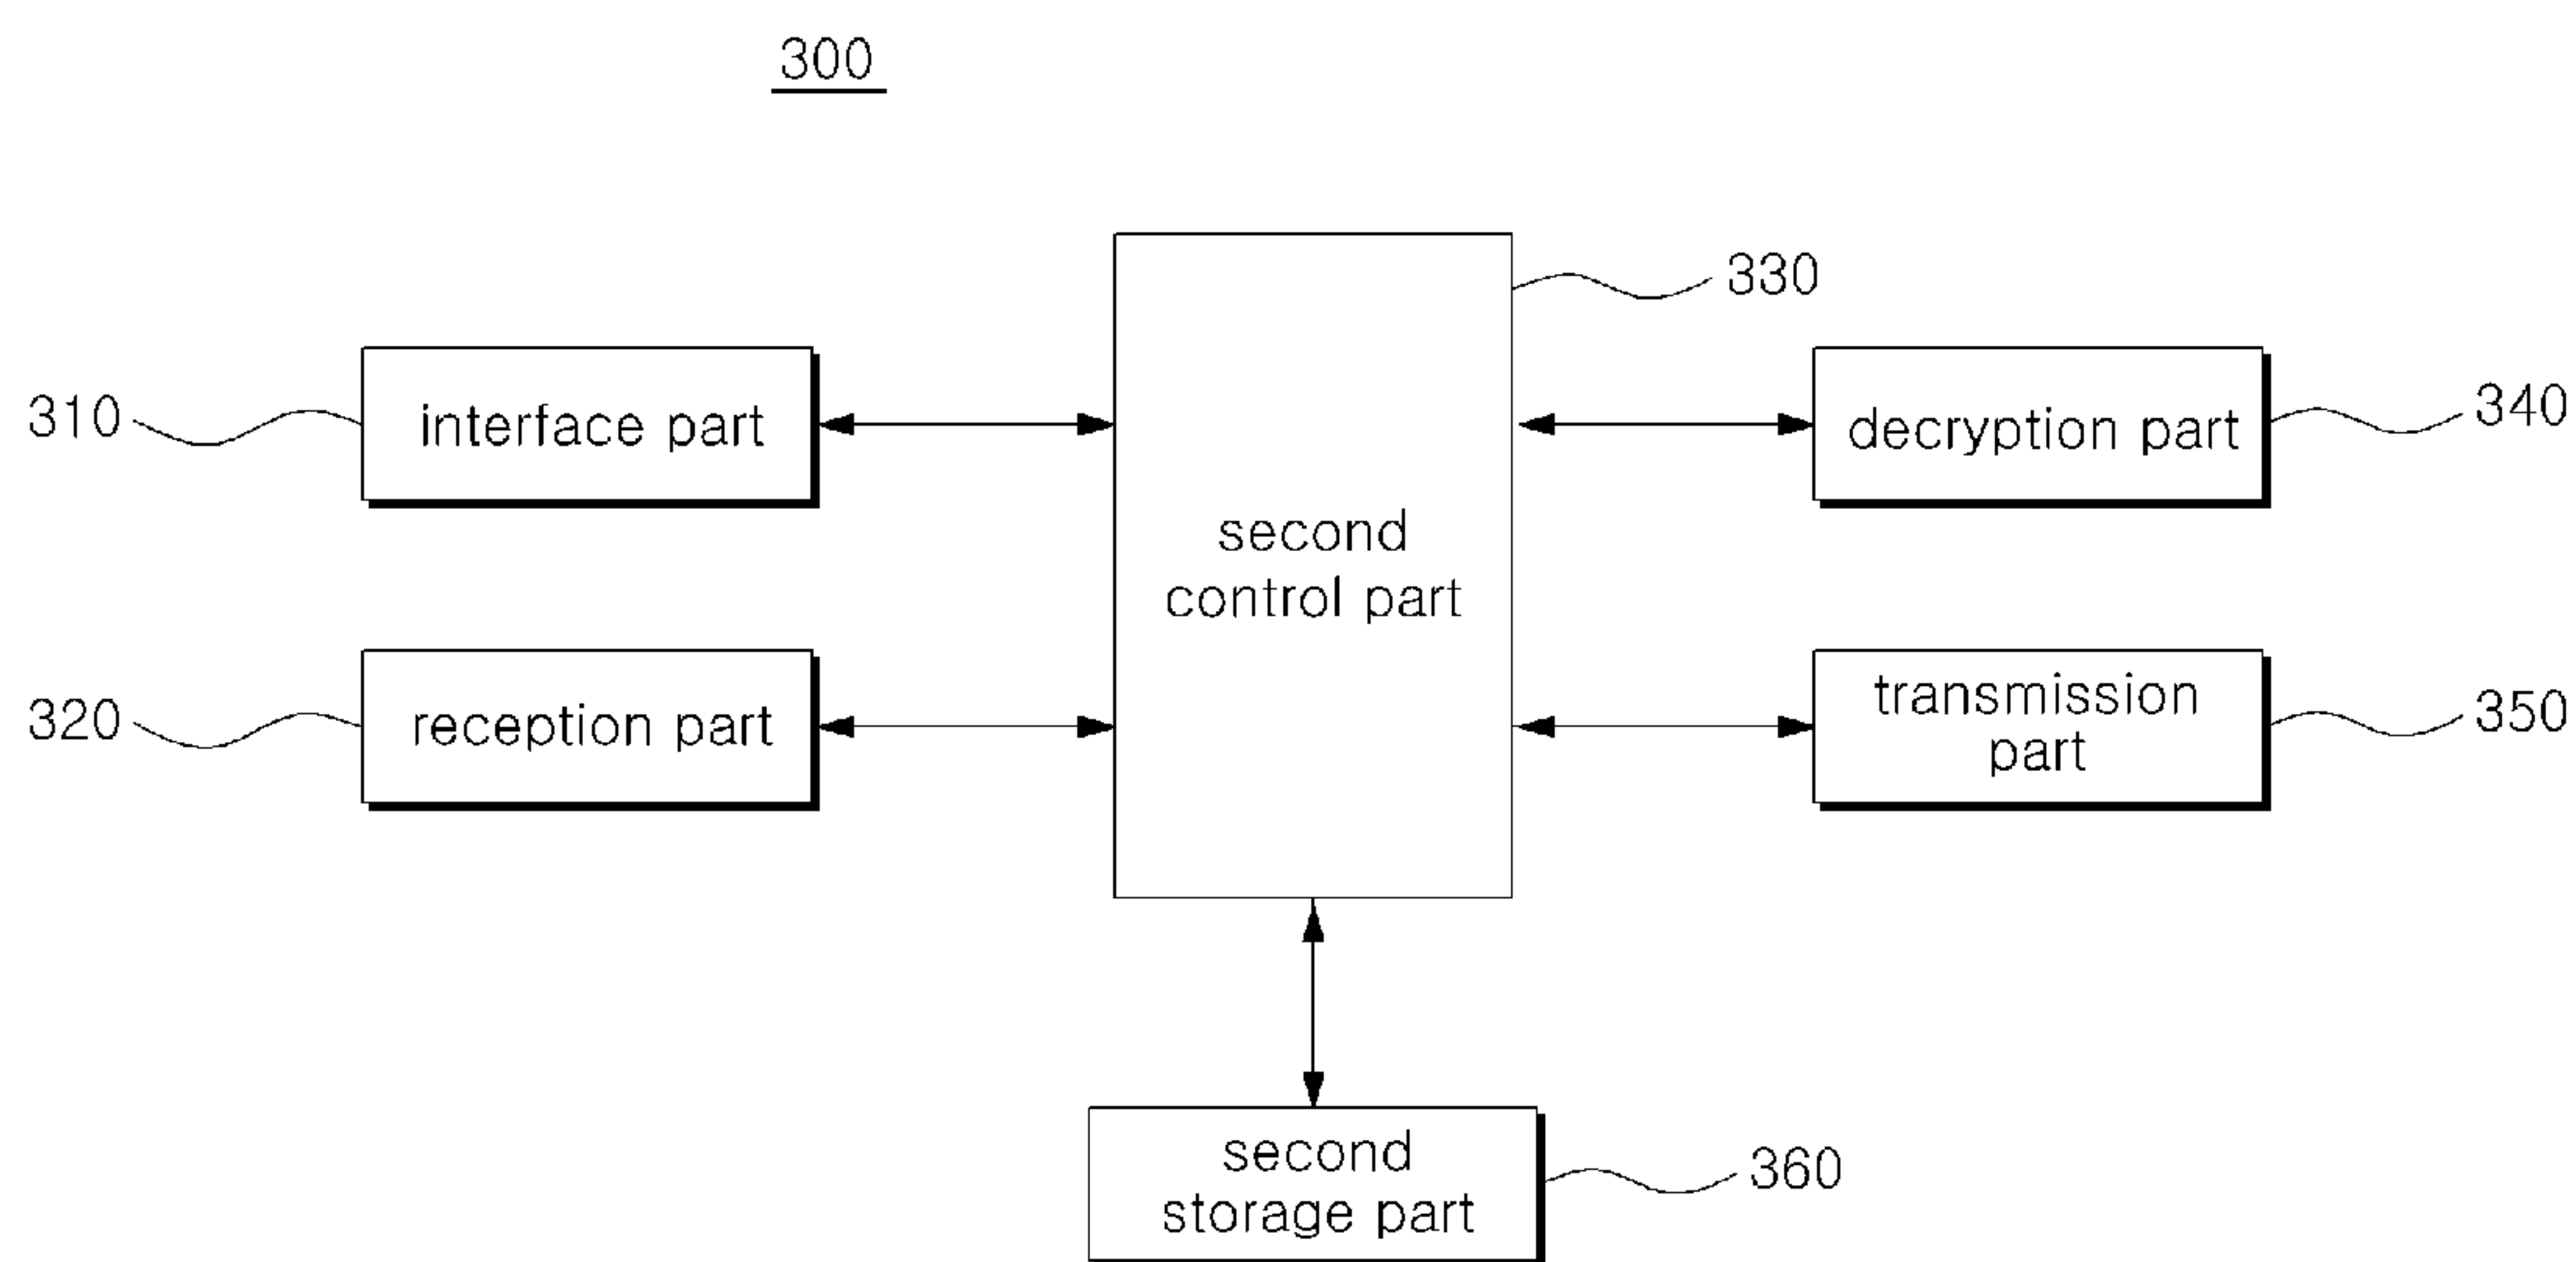 300
330
310
interface part
decryption part
340
second
control part
320
reception part
transmission
part
350
second
storage part
360